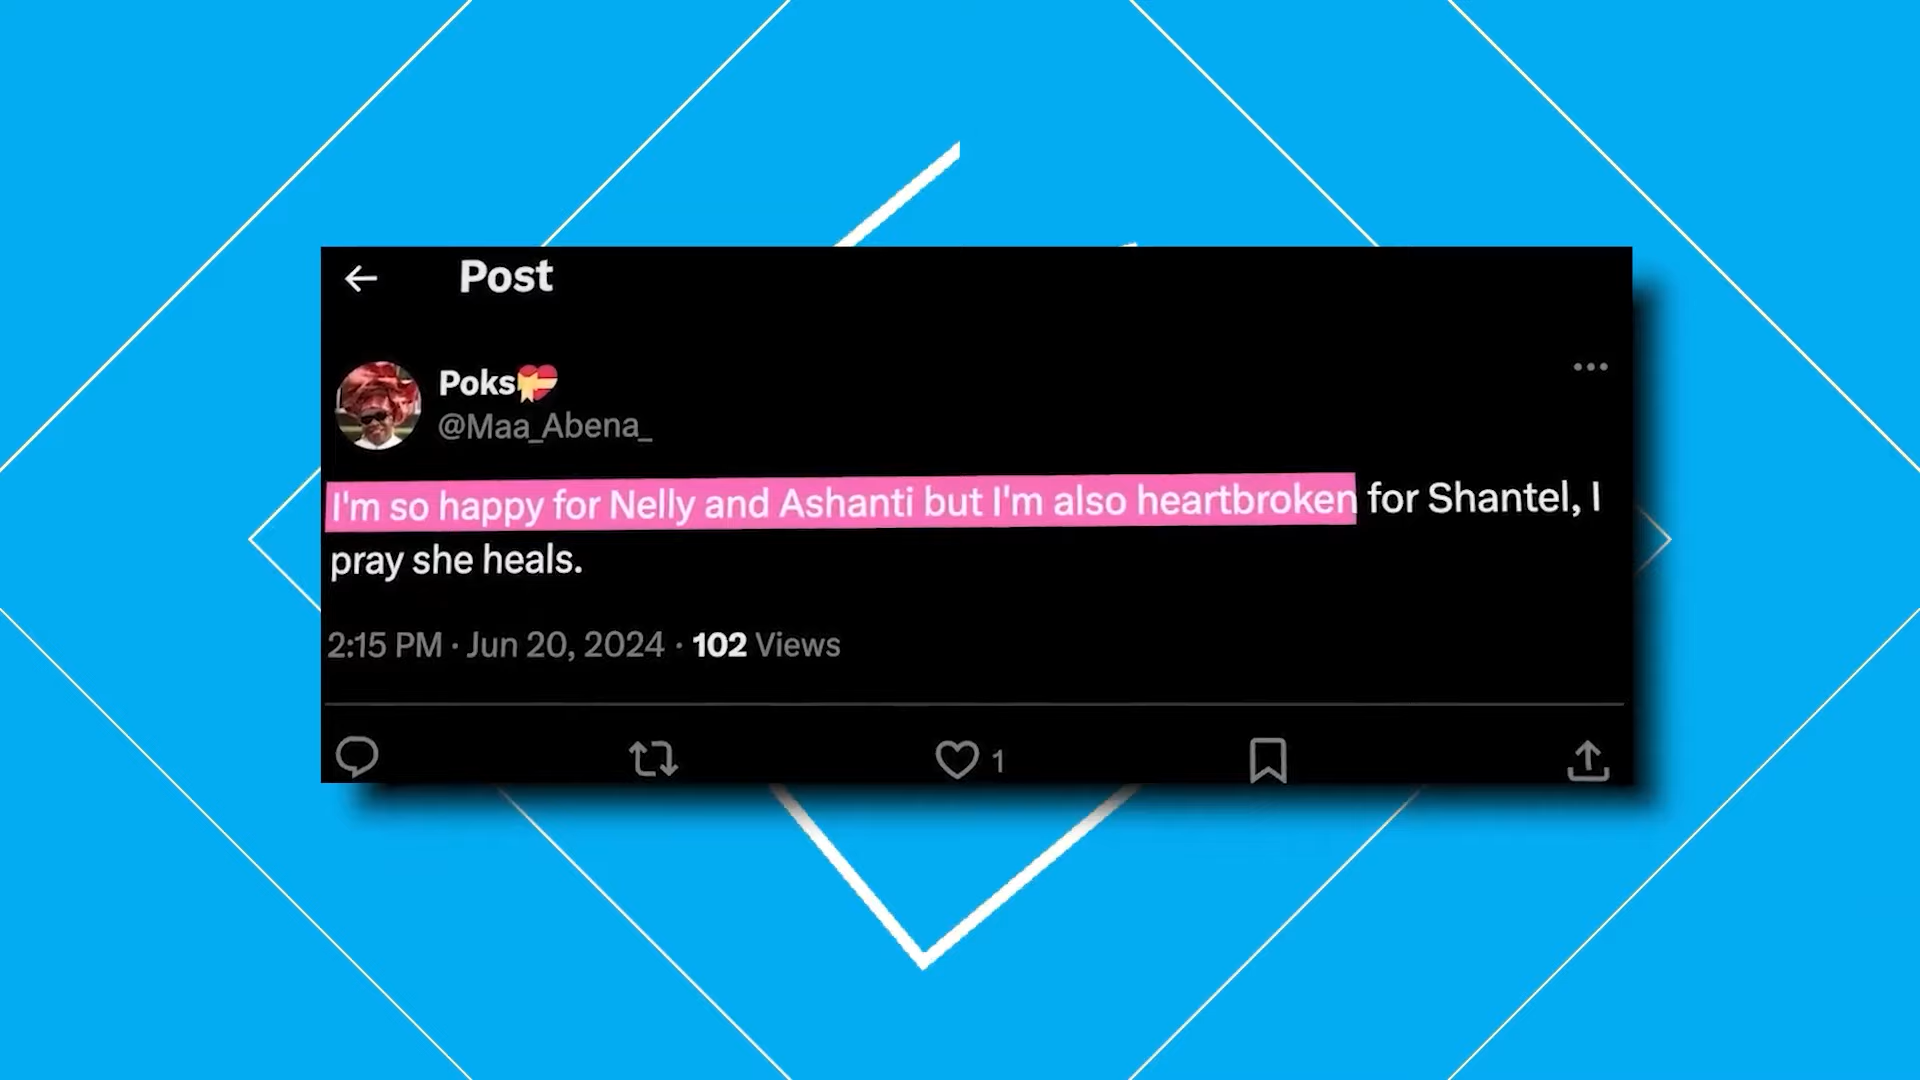 Post
Poks💝
@Maa_Abena_
I'm so happy for Nelly and Ashanti but I'm also heartbroken for Shantel, I
pray she heals.
2:15 PM · Jun 20, 2024 · 102 Views
1